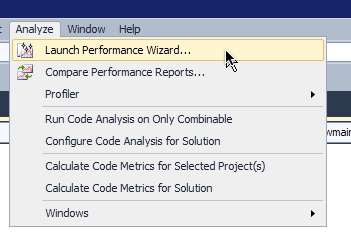 Analyze Window Help
Launch Performance Wizard...
Compare Performance Reports...
Profiler
Run Code Analysis on Only Combinable
wmain
Configure Code Analysis for Solution
Calculate Code Metrics for Selected Project(s)
Calculate Code Metrics for Solution
Windows